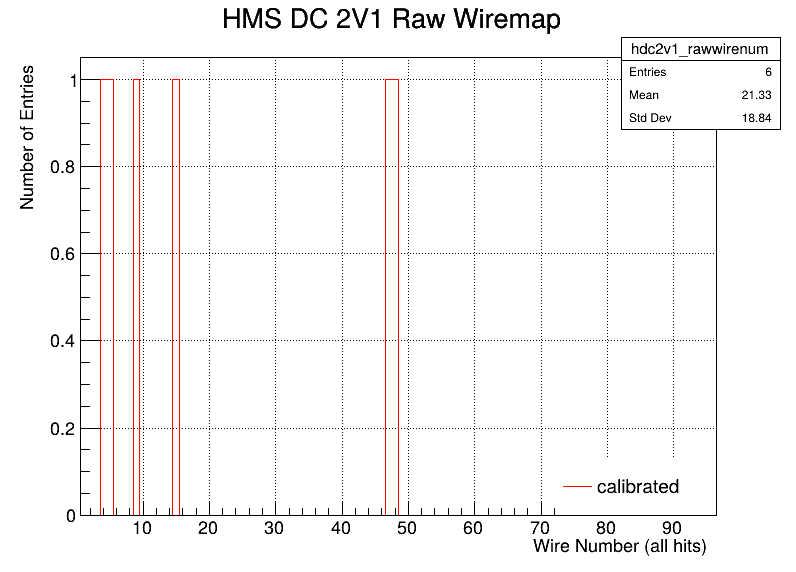 HMS DC 2V1 Raw Wiremap
hdc2v1_rawwirenum
Entries 6
Mean 21.33
Std Dev 18.84
Number of Entries
1
0.8
0.6
0.4
0.2
0
calibrated
10 20 30 40 50 60 70 80 90
Wire Number (all hits)